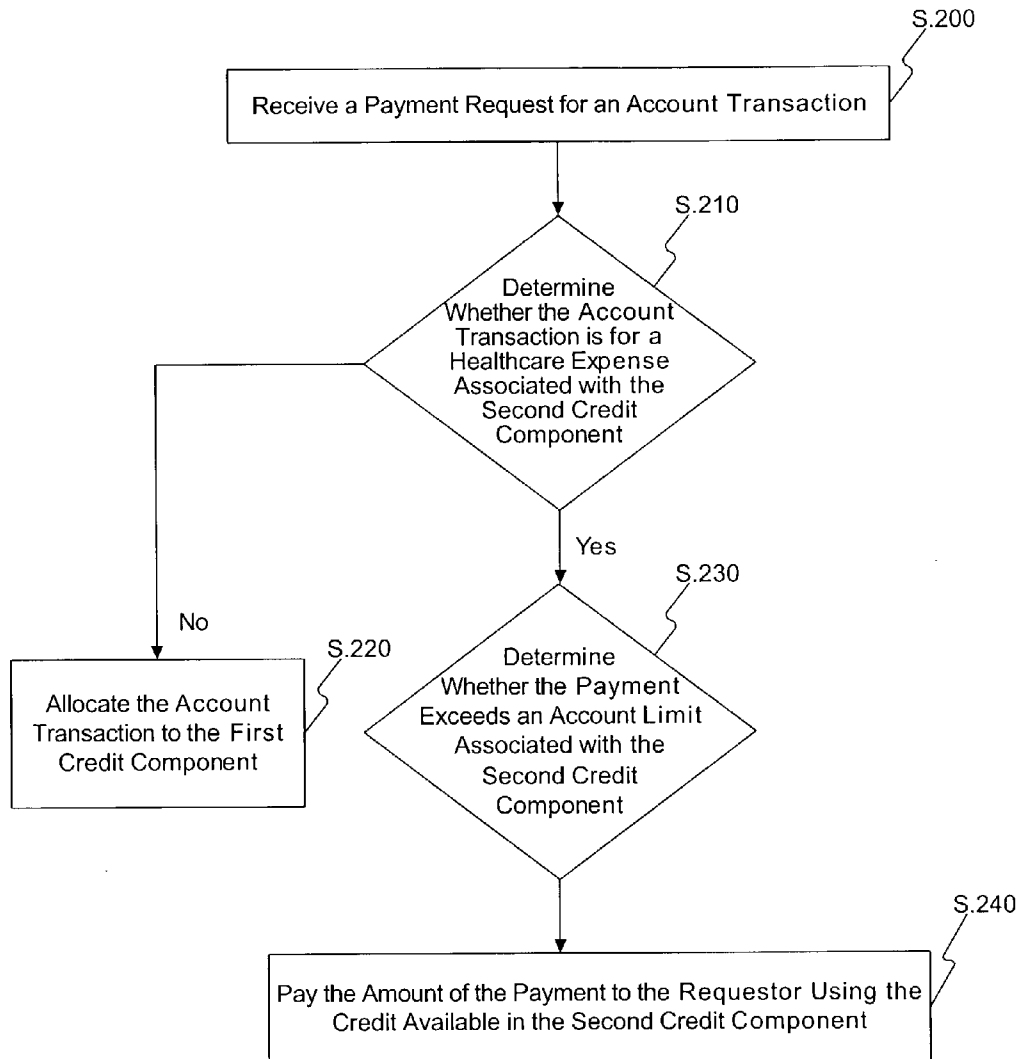 S.200
Receive a Payment Request for an Account Transaction
S.210
Determine
Whether the Account
Transaction is for a
Healthcare Expense
Associated with the
Second Credit
Component
Yes
No
S.220
Allocate the Account
Transaction to the First
Credit Component
S.230
Determine
Whether the Payment
Exceeds an Account Limit
Associated with the
Second Credit
Component
S.240
Pay the Amount of the Payment to the Requestor Using the
Credit Available in the Second Credit Component